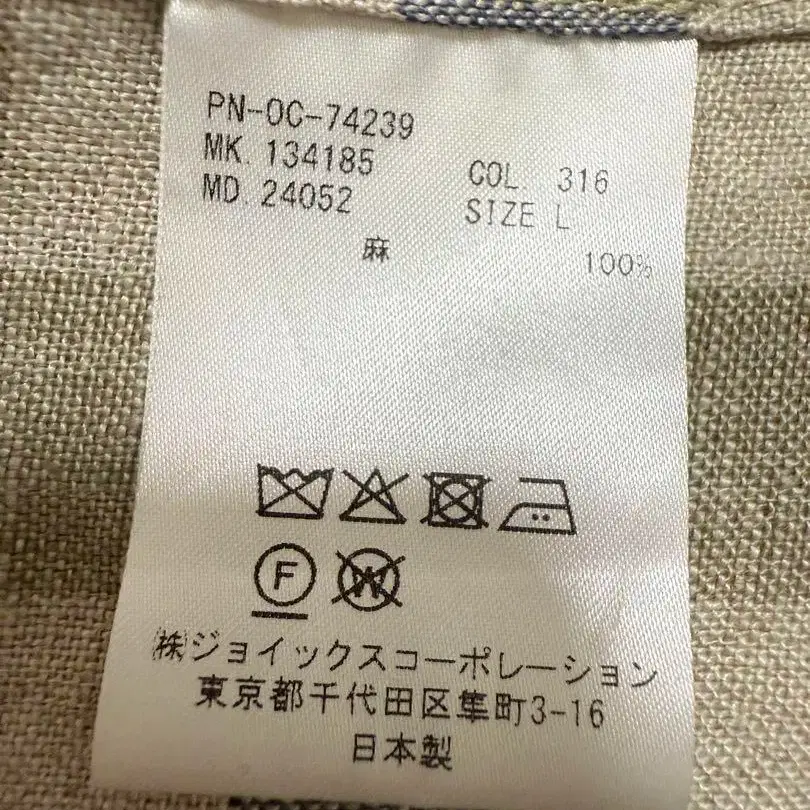 PN-OC-74239
MK. 134185
MD. 24052
COL. 316
SIZE L
麻 100%
F
W
㈱ジョイックスコーポレーション
東京都千代田区隼町3-16
日本製